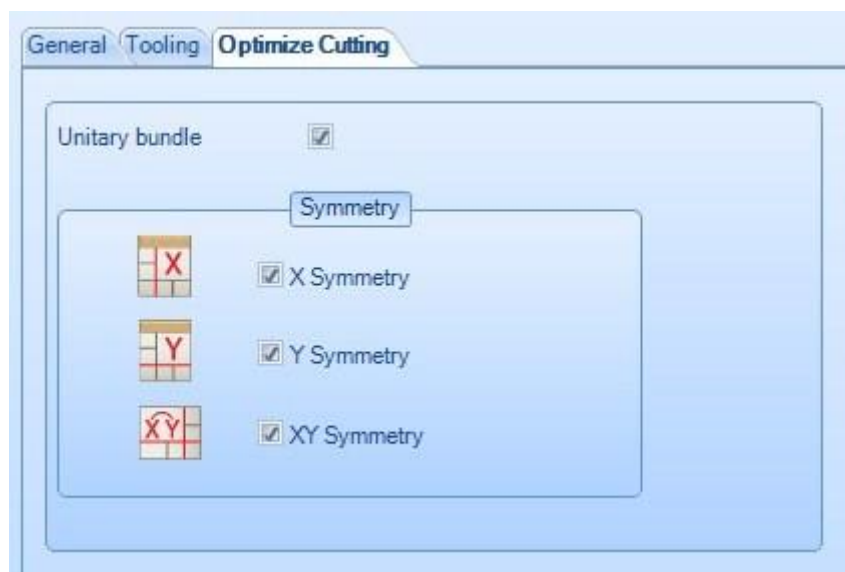 General Tooling Optimize Cutting
Unitary bundle
Symmetry
X
X Symmetry
Y
Y Symmetry
XY
XY Symmetry